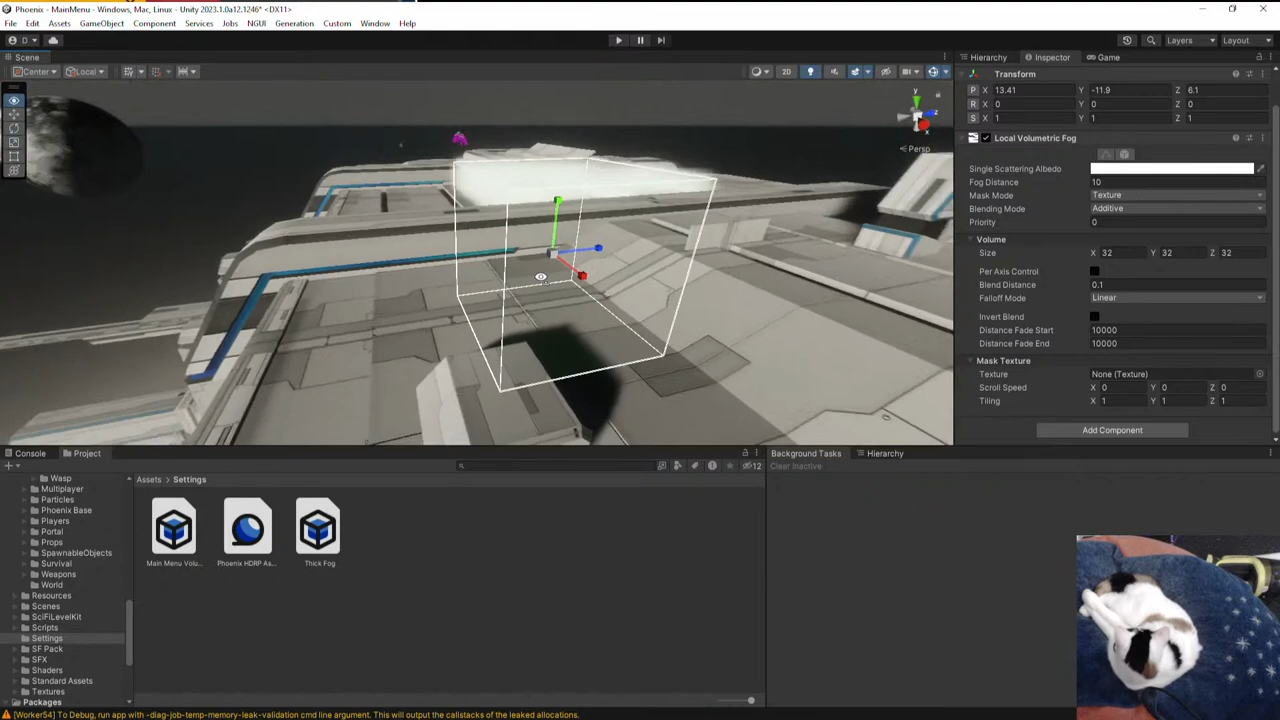 Phoenix - MainMenu - Windows, Mac, Linux - Unity 2023.1.0a12.1246* <DX11>
File Edit Assets GameObject Component Services Jobs NGUI Generation Custom Window Help
D Layers Layout
Scene Hierarchy Inspector Game
Center Local 2D
Transform
P X 13.41 Y -11.9 Z 6.1
R X 0 Y 0 Z 0
S X 1 Y 1 Z 1
y
z
x
Persp
Local Volumetric Fog
Single Scattering Albedo
Fog Distance 10
Mask Mode Texture
Blending Mode Additive
Priority 0
Volume
Size X 32 Y 32 Z 32
Per Axis Control
Blend Distance 0.1
Falloff Mode Linear
Invert Blend
Distance Fade Start 10000
Distance Fade End 10000
Mask Texture
Texture None (Texture)
Scroll Speed X 0 Y 0 Z 0
Tiling X 1 Y 1 Z 1
Add Component
Console Project
12
Wasp
Multiplayer
Particles
Phoenix Base
Players
Portal
Props
SpawnableObjects
Survival
Weapons
World
Resources
Scenes
SciFiLevelKit
Scripts
Settings
SF Pack
SFX
Shaders
Standard Assets
Textures
Packages
Assets > Settings
Main Menu Volu...
Phoenix HDRP As...
Thick Fog
Background Tasks Hierarchy
Clear Inactive
[Worker54] To Debug, run app with -diag-job-temp-memory-leak-validation cmd line argument. This will output the callstacks of the leaked allocations.